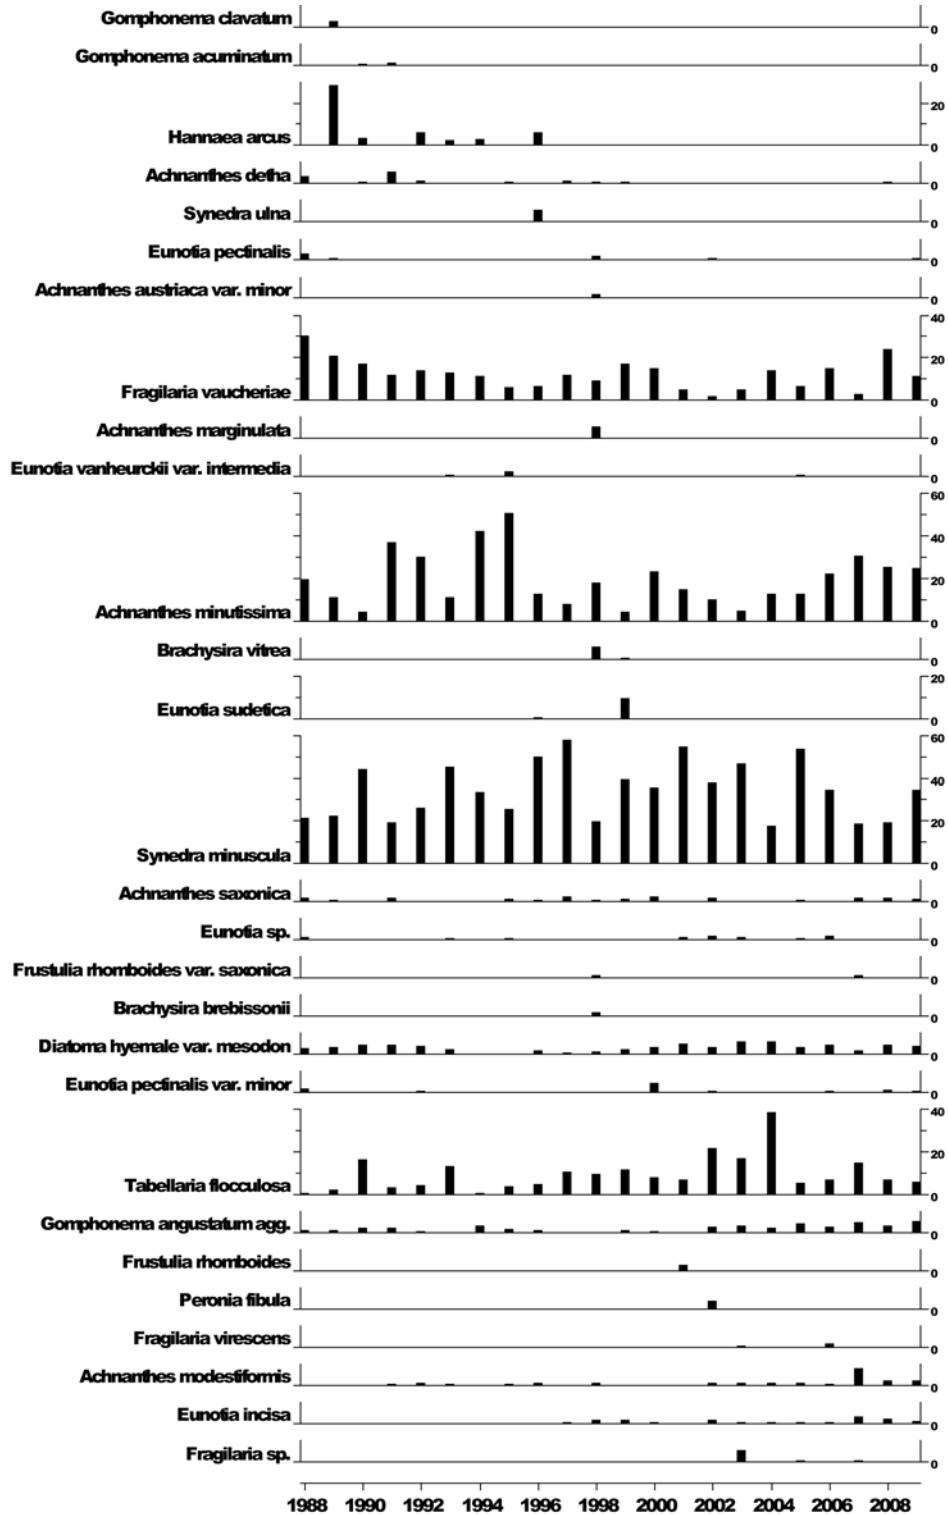 Gomphonema clavatum
0
Gomphonema acuminatum
0
20
Hannaea arcus
0
Achnanthes detha
0
Synedra ulna
0
Eunotia pectinalis
0
Achnanthes austriaca var. minor
0
40
20
Fragilaria vaucheriae
0
Achnanthes marginulata
0
Eunotia vanheurckii var. intermedia
0
60
40
20
Achnanthes minutissima
0
Brachysira vitrea
0
20
Eunotia sudetica
0
60
40
20
Synedra minuscula
0
Achnanthes saxonica
0
Eunotia sp.
0
Frustulia rhomboides var. saxonica
0
Brachysira brebissonii
0
Diatoma hyemale var. mesodon
0
Eunotia pectinalis var. minor
0
40
20
Tabellaria flocculosa
0
Gomphonema angustatum agg.
0
Frustulia rhomboides
0
Peronia fibula
0
Fragilaria virescens
0
Achnanthes modestiformis
0
Eunotia incisa
0
Fragilaria sp.
0
1988 1990 1992 1994 1996 1998 2000 2002 2004 2006 2008